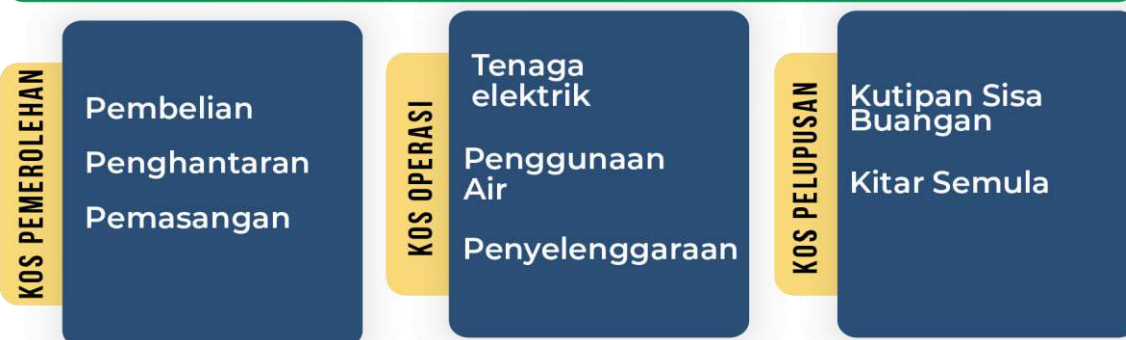 KOS PEMEROLEHAN
Pembelian
Penghantaran
Pemasangan
KOS OPERASI
Tenaga
elektrik
Penggunaan
Air
Penyelenggaraan
KOS PELUPUSAN
Kutipan Sisa
Buangan
Kitar Semula